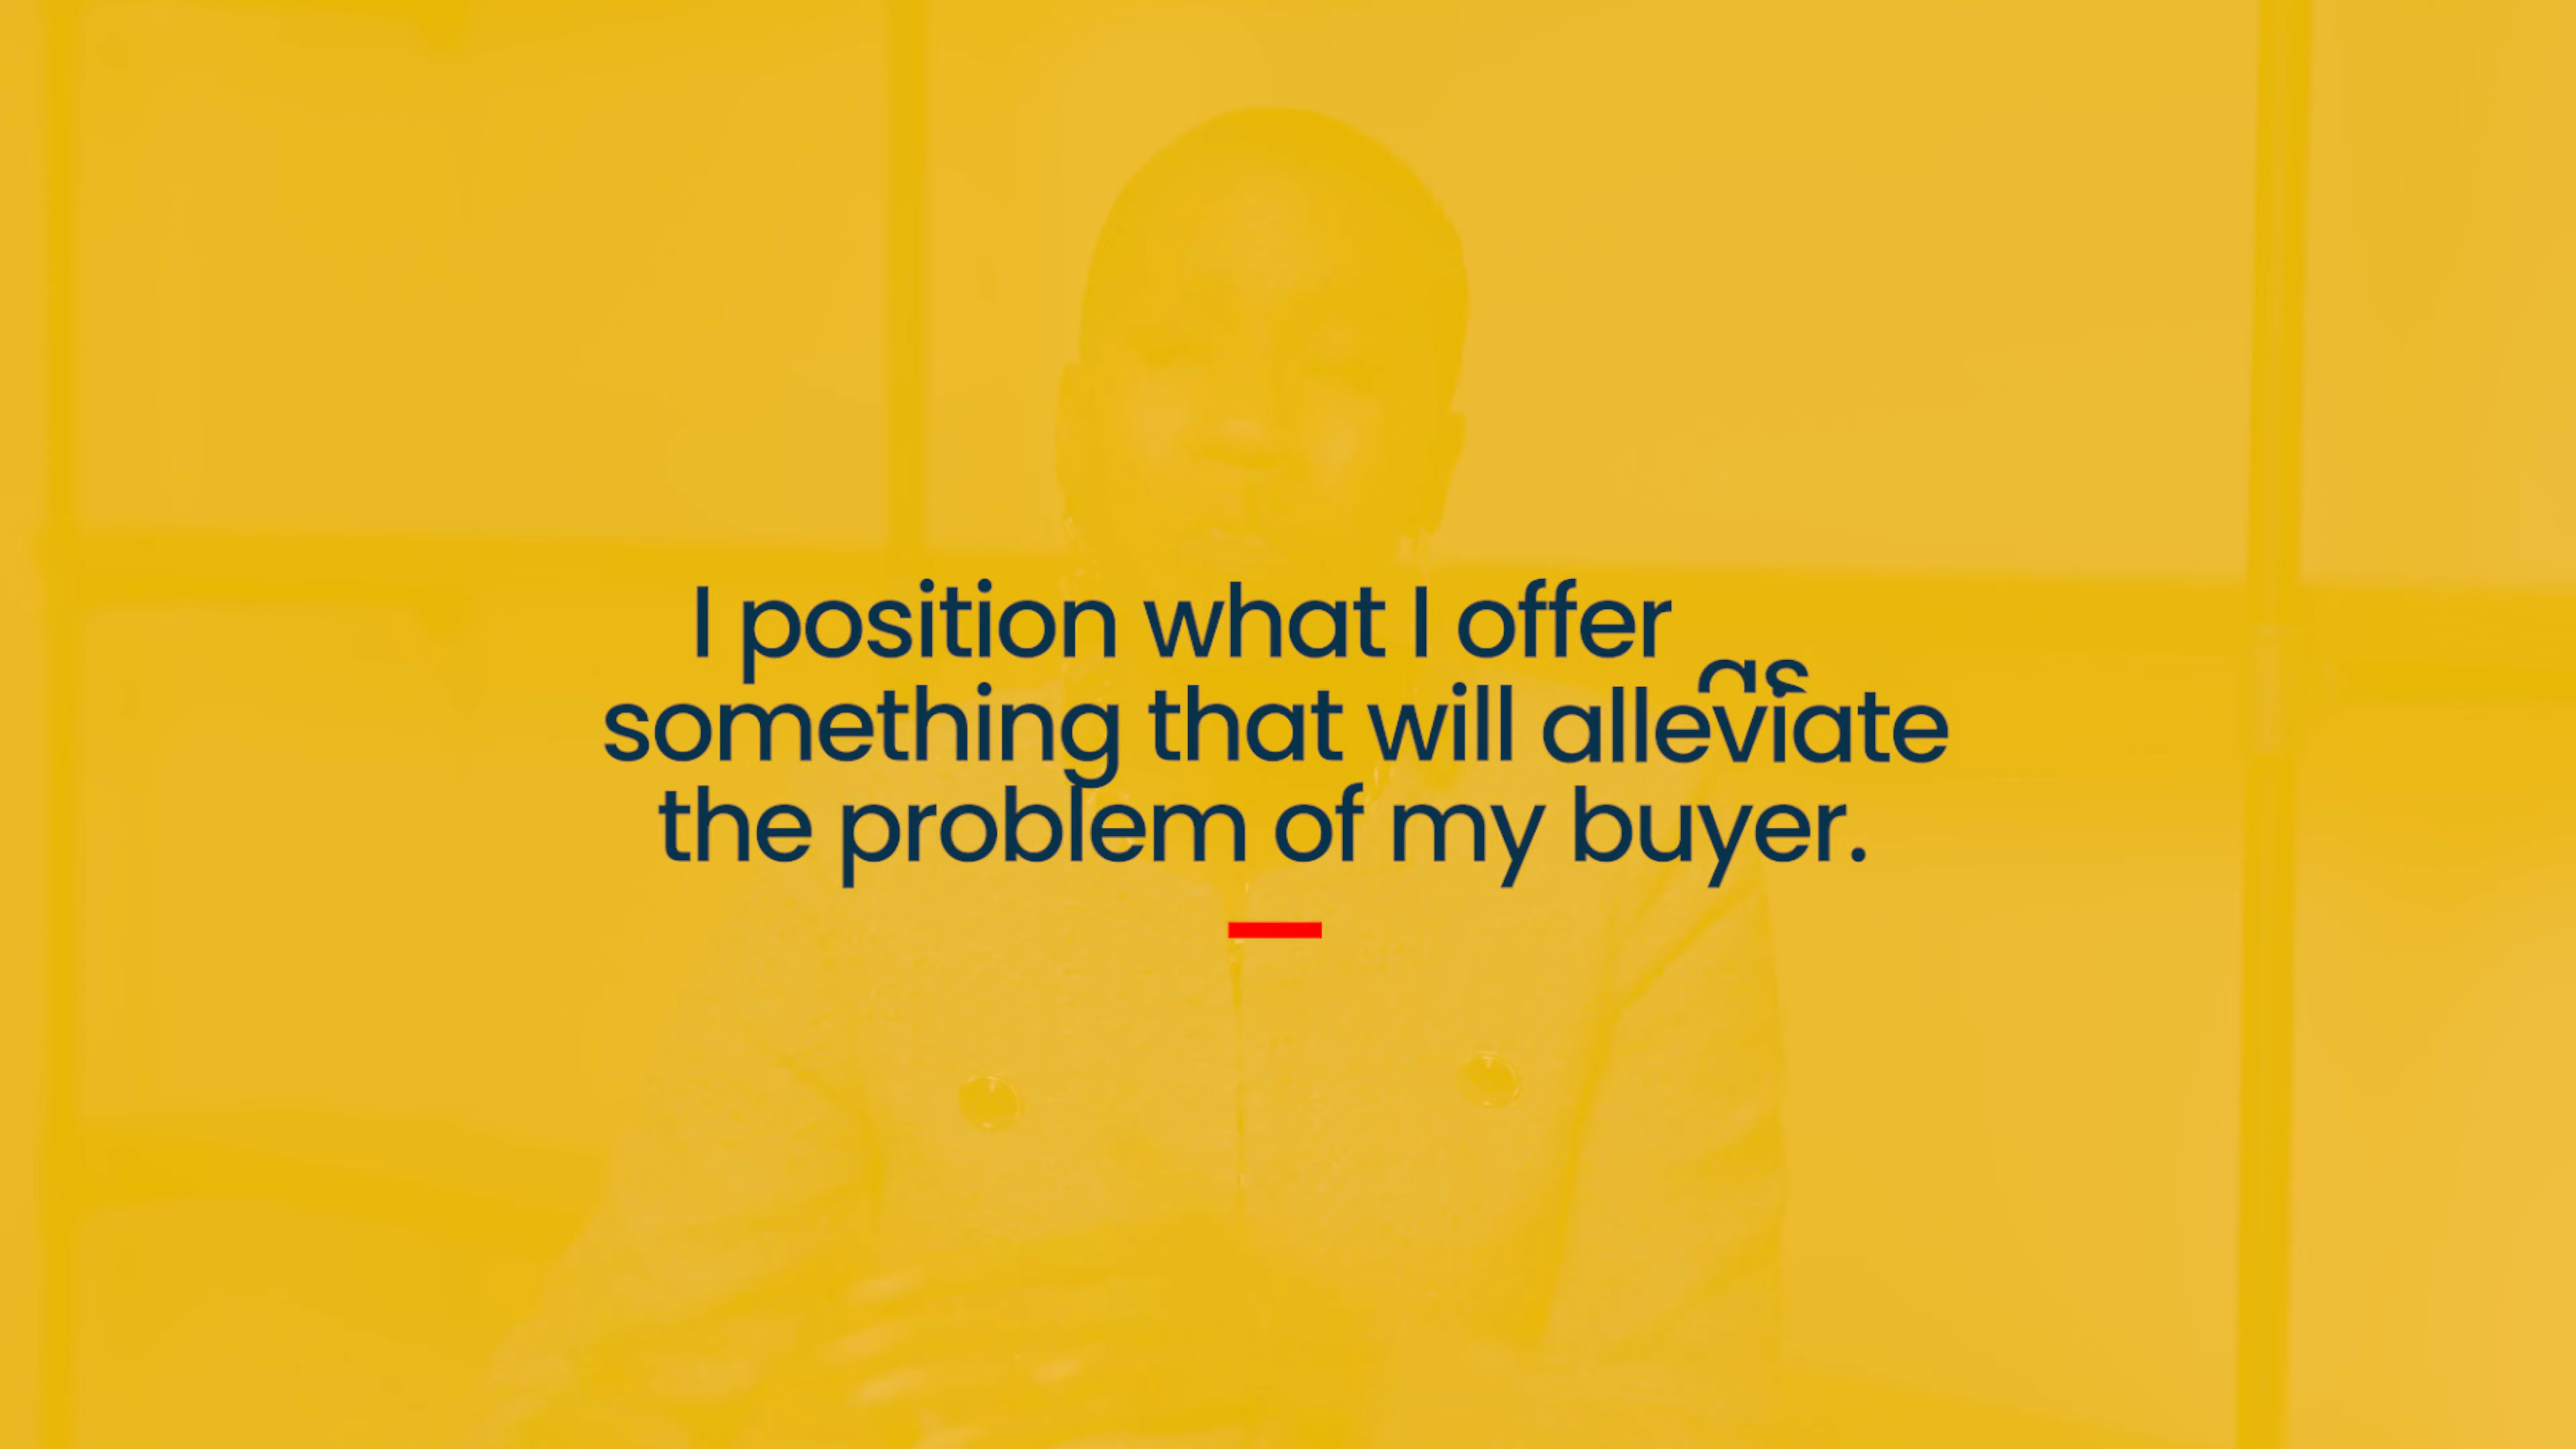 I position what I offer as
something that will alleviate
the problem of my buyer.